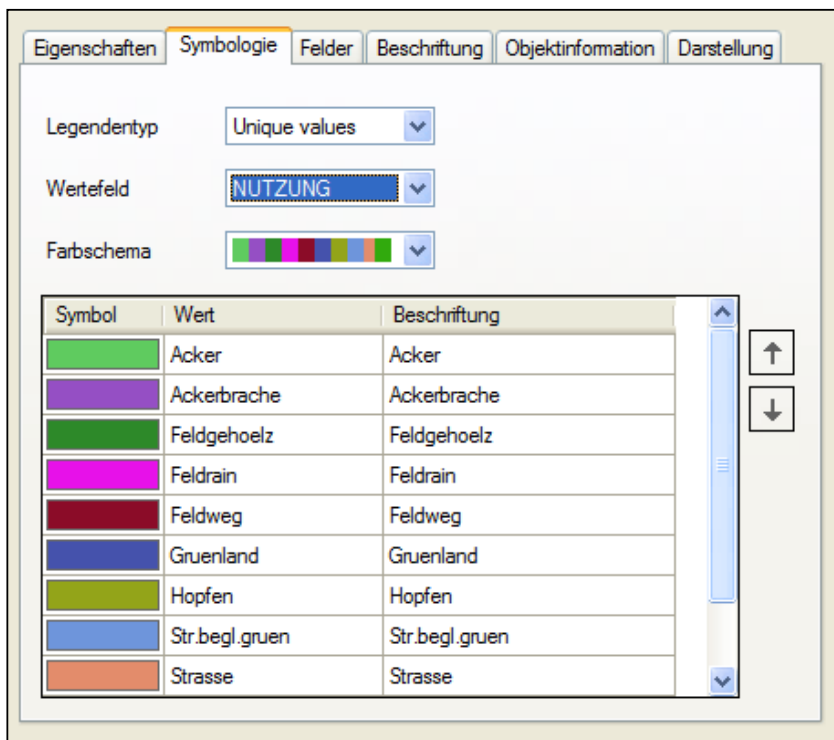 Eigenschaften Symbologie Felder Beschriftung Objektinformation Darstellung
Legendentyp Unique values
Wertefeld NUTZUNG
Farbschema
Symbol Wert Beschriftung
Acker Acker
Ackerbrache Ackerbrache
Feldgehoelz Feldgehoelz
Feldrain Feldrain
Feldweg Feldweg
Gruenland Gruenland
Hopfen Hopfen
Str.begl.gruen Str.begl.gruen
Strasse Strasse